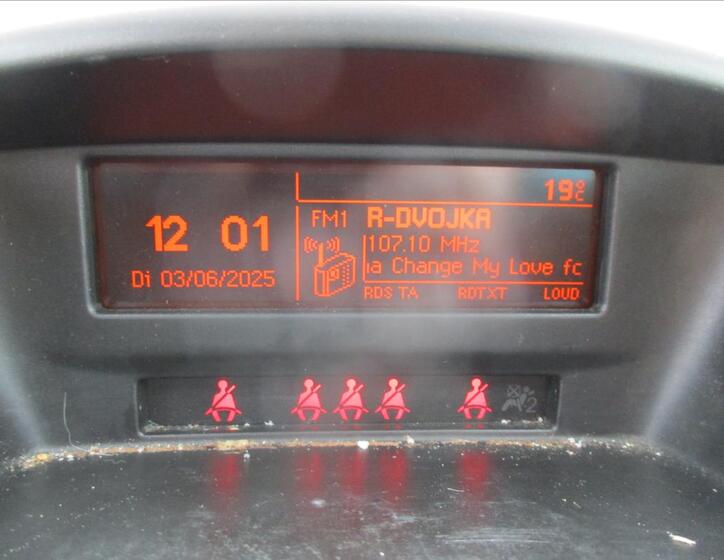 19°C
12 01
Di 03/06/2025
FM1 R-DVOJKA
107.10 MHz
a Change My Love fc
RDS TA RDTXT LOUD
2